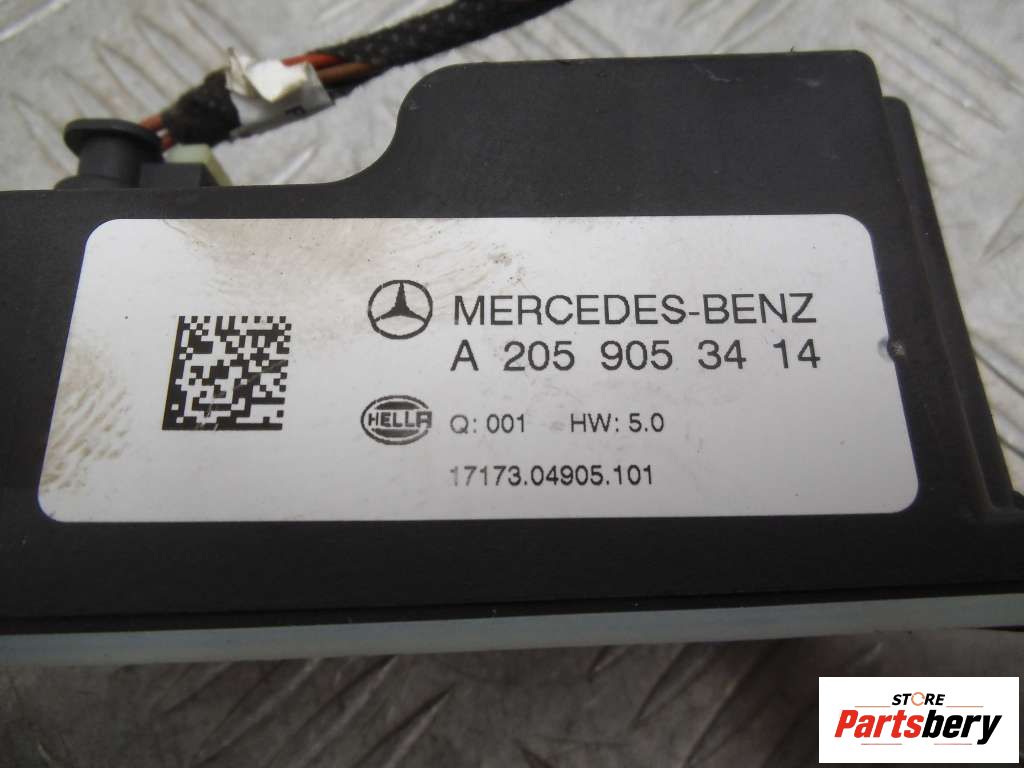 MERCEDES-BENZ
A 205 905 34 14
HELLA
Q: 001 HW: 5.0
17173.04905.101
STORE
Partsbery